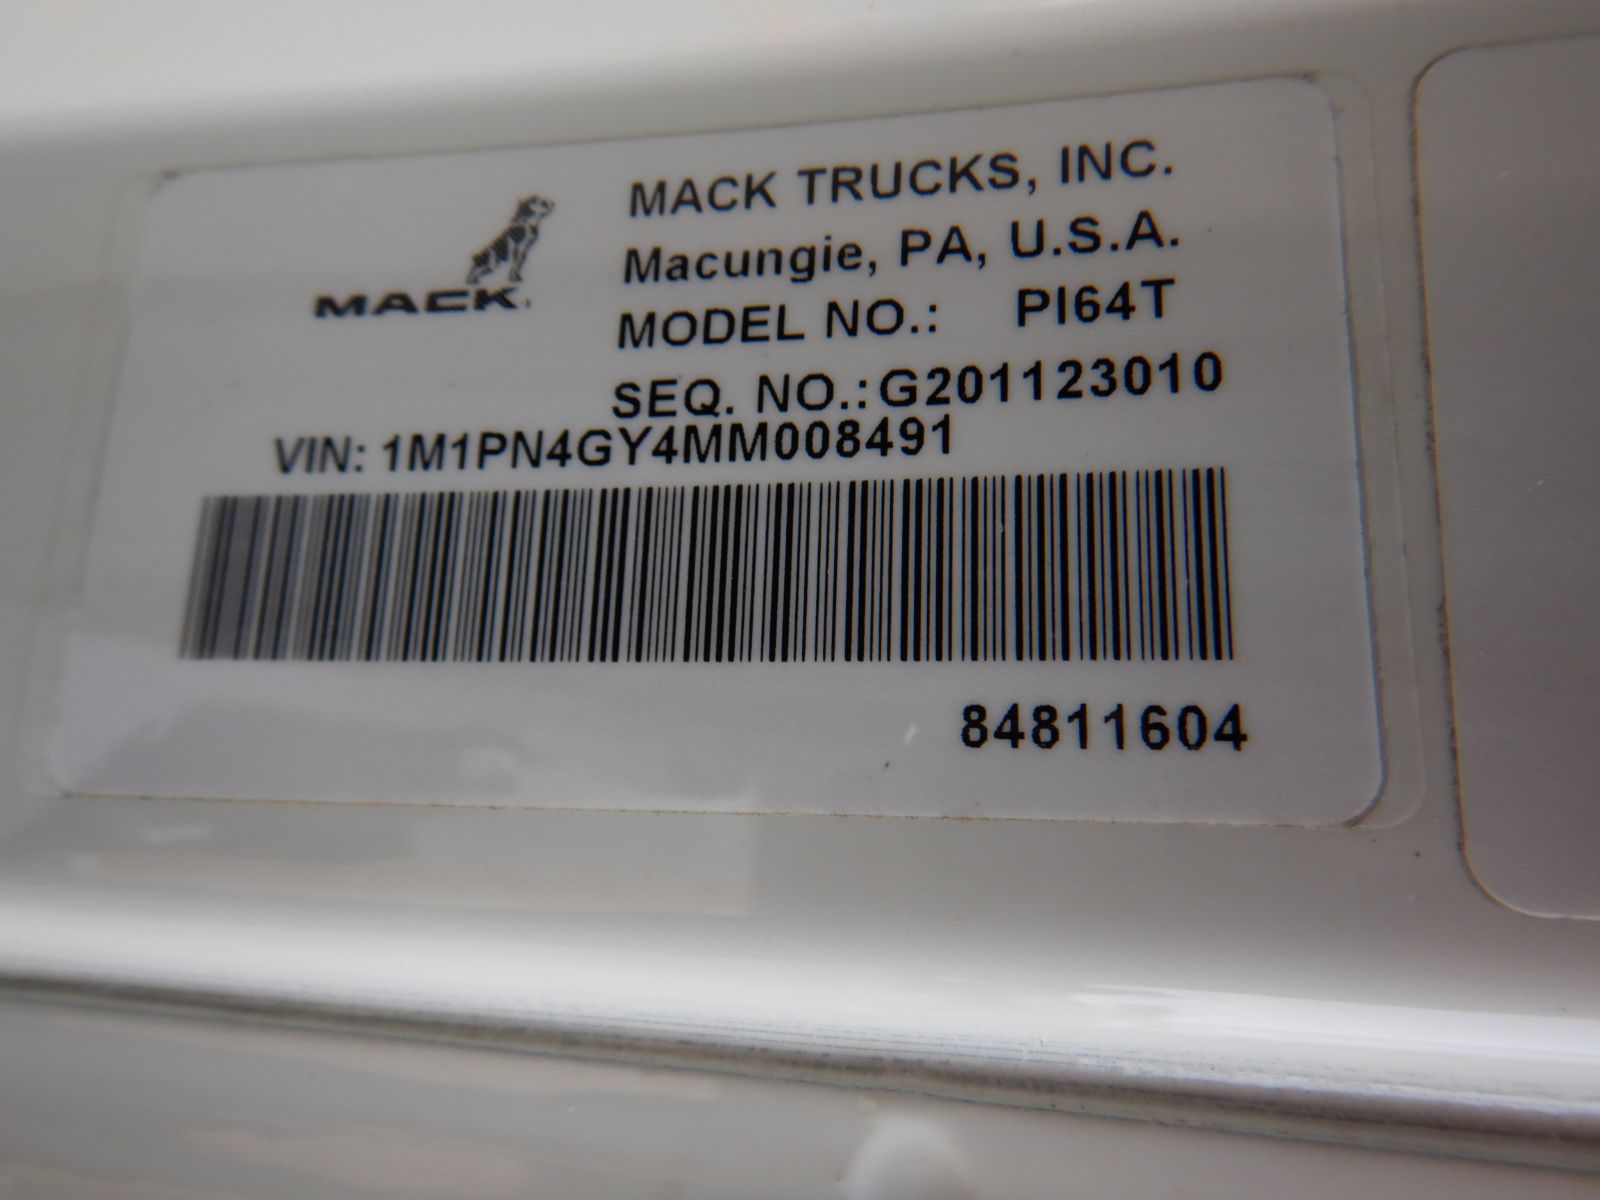 MACK
MACK TRUCKS, INC.
Macungie, PA, U.S.A.
MODEL NO.: PI64T
SEQ. NO.:G201123010
VIN: 1M1PN4GY4MM008491
84811604